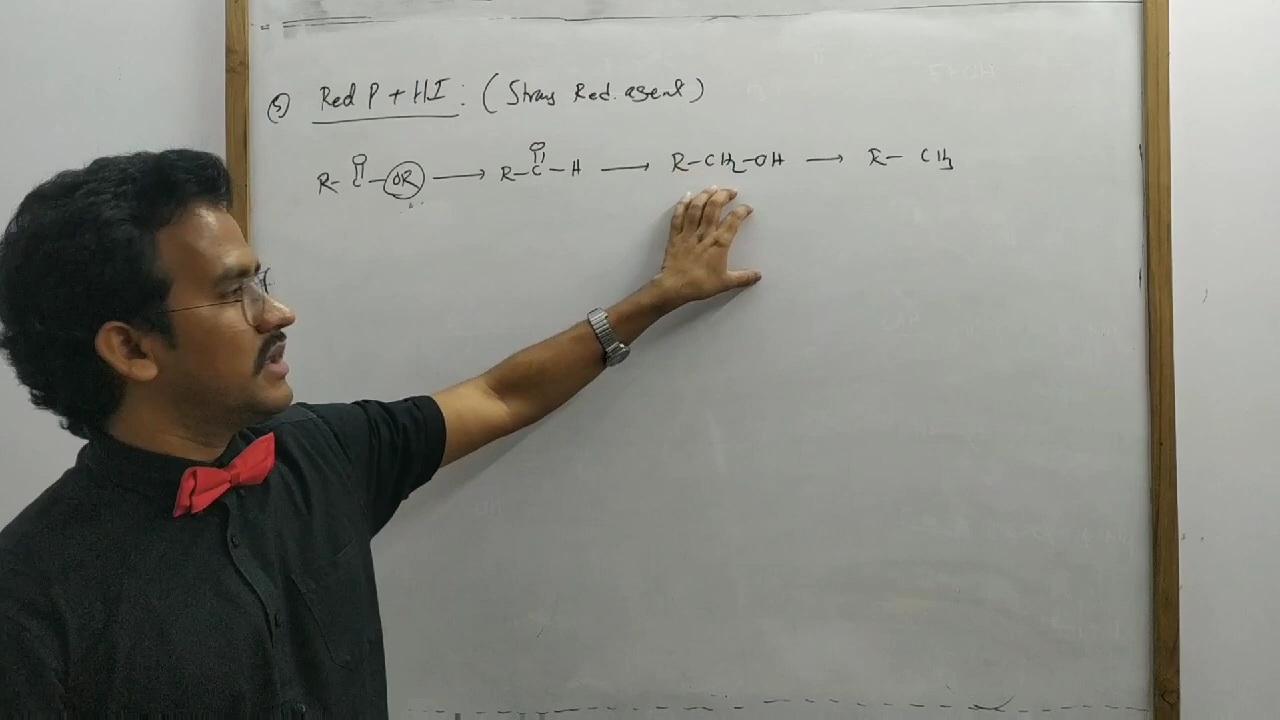 (5) Red P + HI : (Strong Red. agent)
R-C(=O)-OR → R-C(=O)-H → R-CH₂-OH → R-CH₃